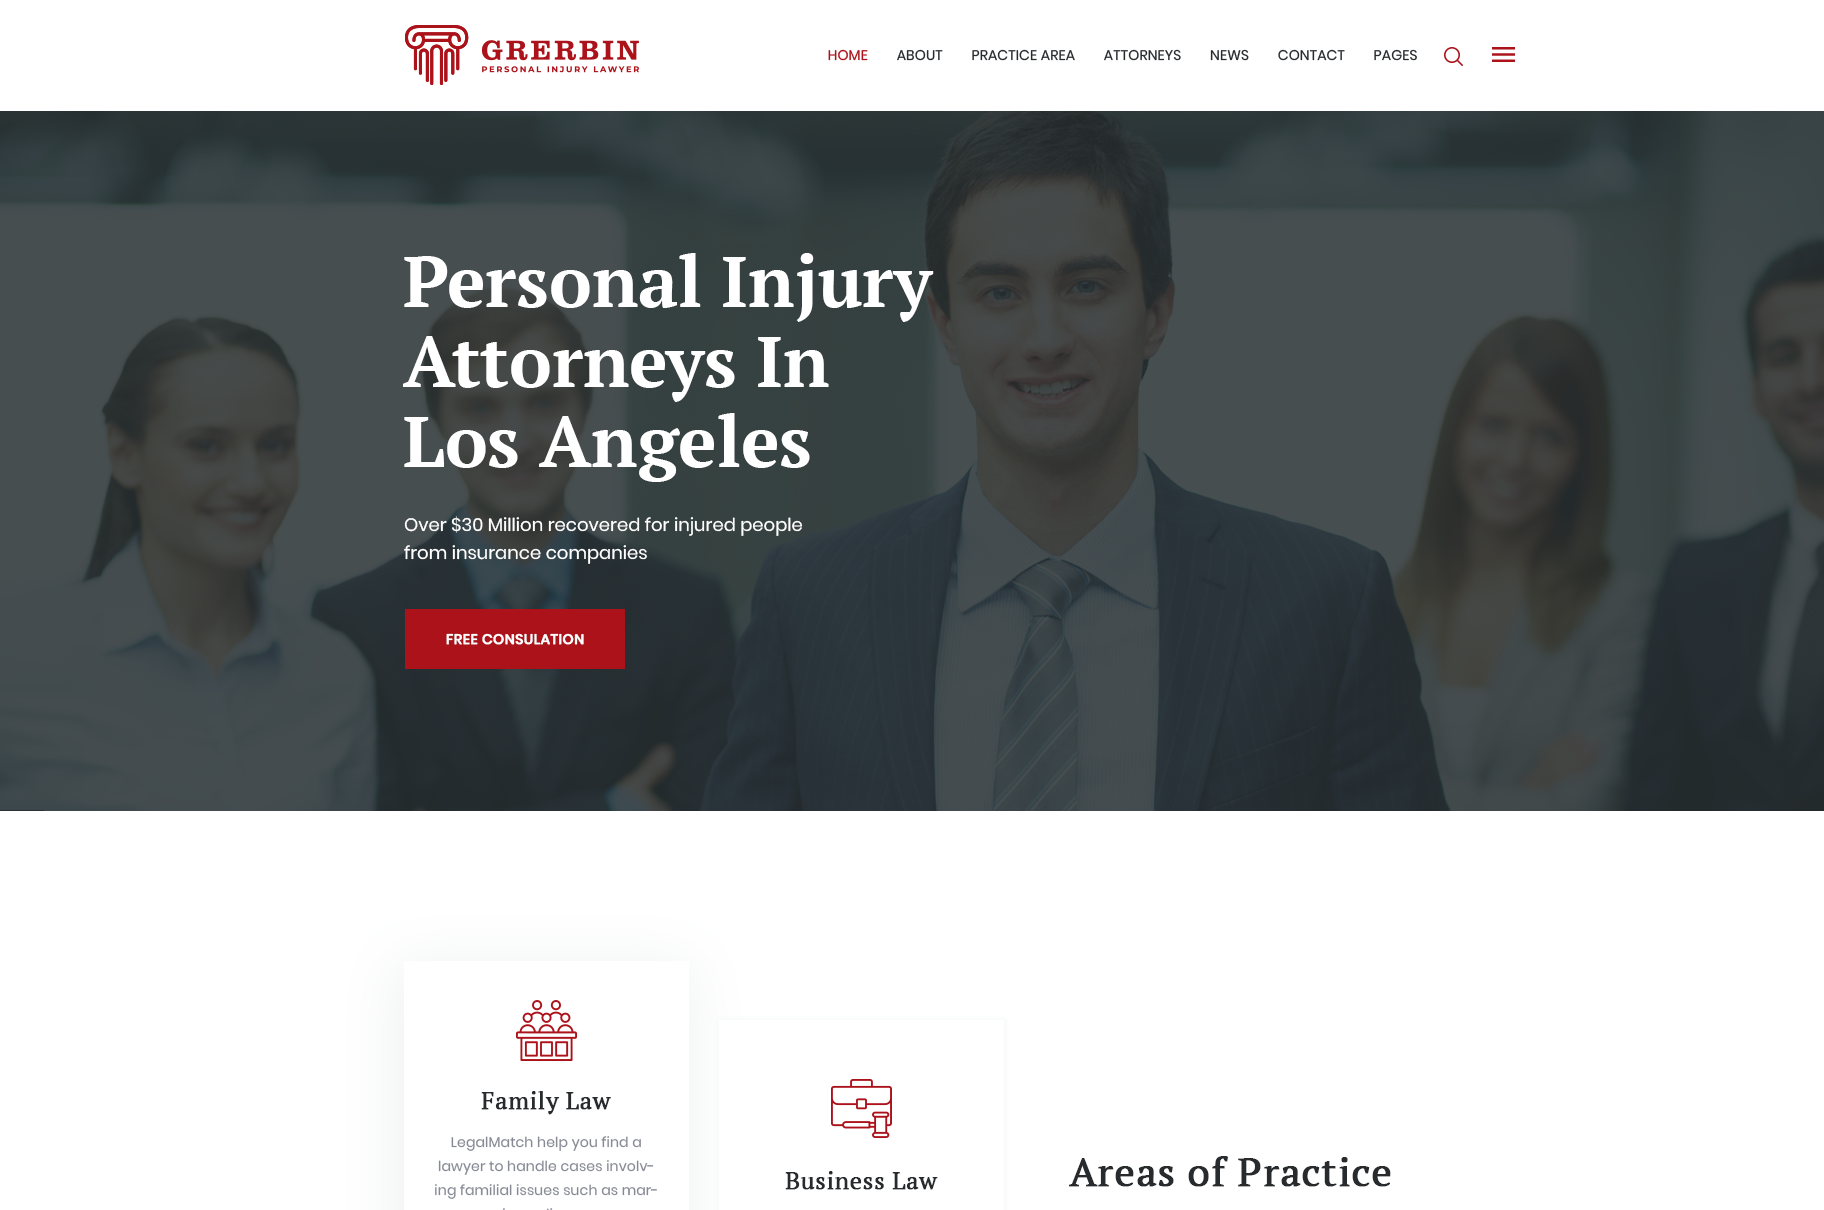 GRERBIN
PERSONAL INJURY LAWYER
HOME ABOUT PRACTICE AREA ATTORNEYS NEWS CONTACT PAGES
Personal Injury
Attorneys In
Los Angeles
Over $30 Million recovered for injured people
from insurance companies
FREE CONSULATION
Family Law
LegalMatch help you find a
lawyer to handle cases involv-
ing familial issues such as mar-
Business Law
Areas of Practice